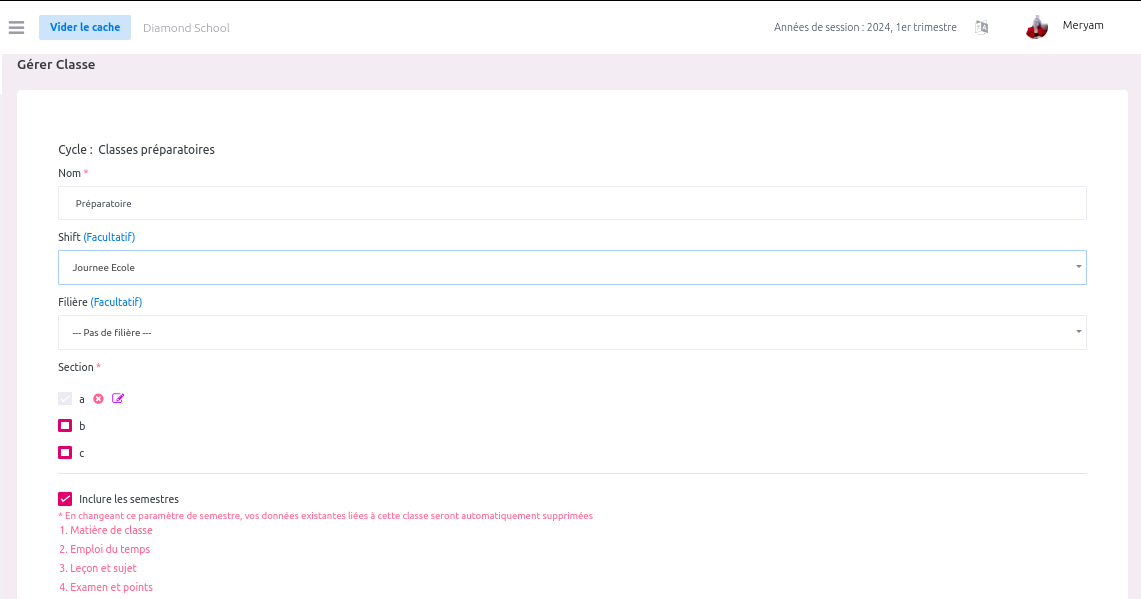 Vider le cache Diamond School Années de session : 2024, 1er trimestre Meryam
Gérer Classe
Cycle : Classes préparatoires
Nom *
Préparatoire
Shift (Facultatif)
Journee Ecole
Filière (Facultatif)
--- Pas de filière ---
Section *
a
b
c
Inclure les semestres
* En changeant ce paramètre de semestre, vos données existantes liées à cette classe seront automatiquement supprimées
1. Matière de classe
2. Emploi du temps
3. Leçon et sujet
4. Examen et points